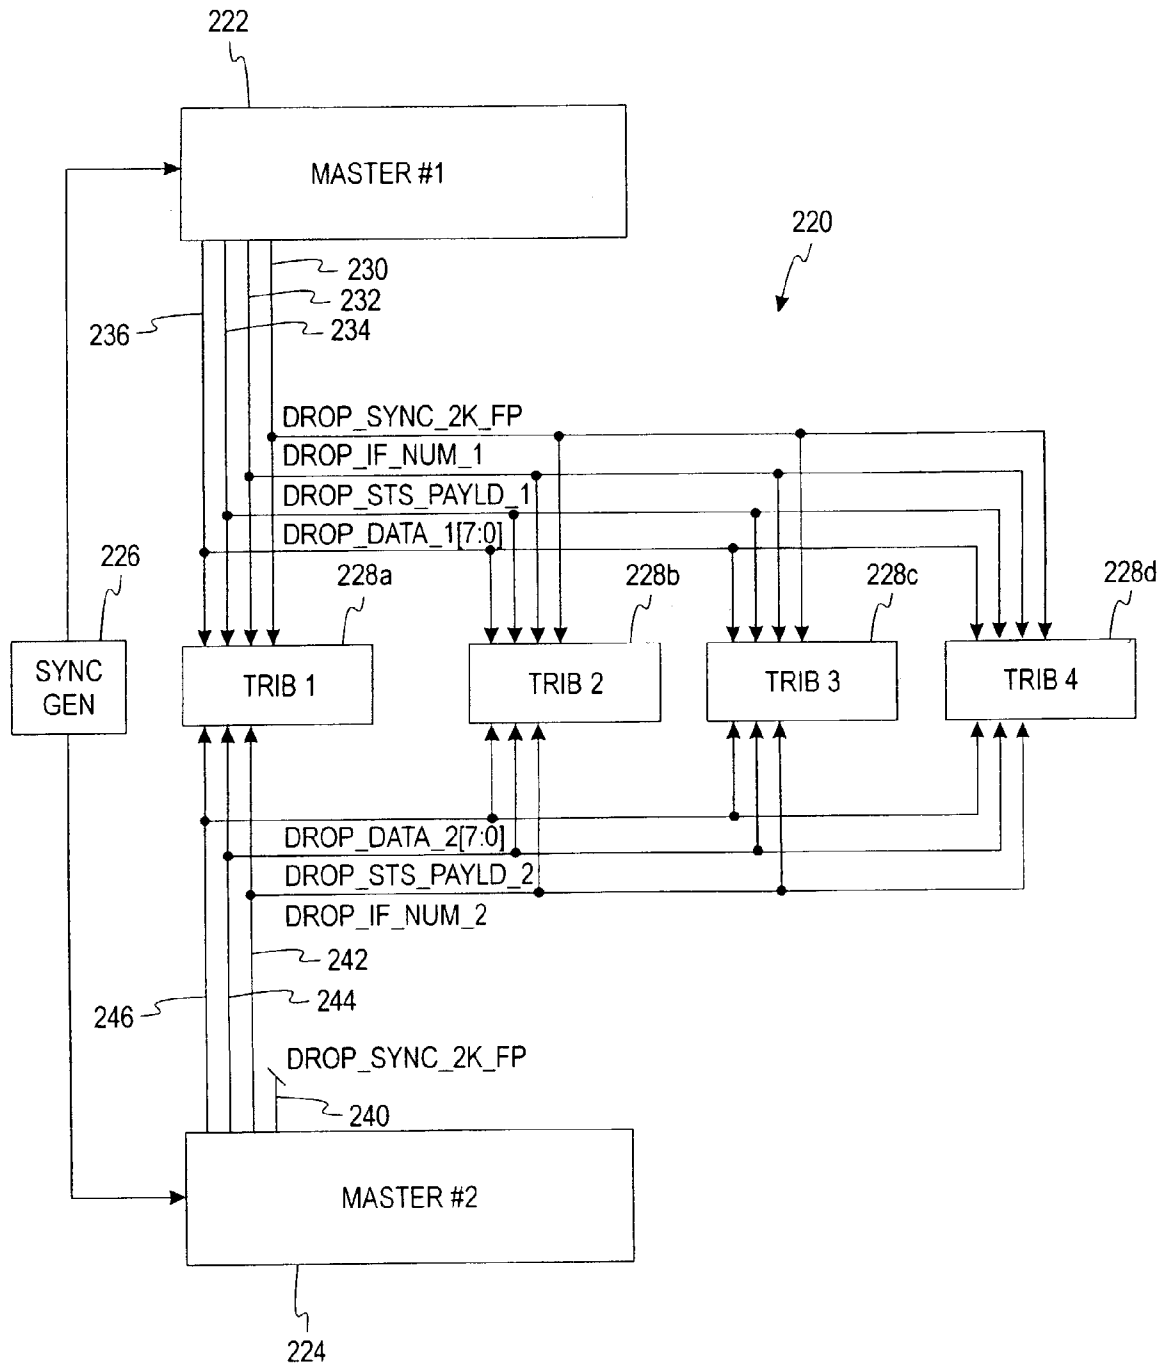 222
MASTER #1
220
230
232
236
234
DROP_SYNC_2K_FP
DROP_IF_NUM_1
DROP_STS_PAYLD_1
DROP_DATA_1[7:0]
226
228a
228b
228c
228d
SYNC
GEN
TRIB 1
TRIB 2
TRIB 3
TRIB 4
DROP_DATA_2[7:0]
DROP_STS_PAYLD_2
DROP_IF_NUM_2
242
246
244
DROP_SYNC_2K_FP
240
MASTER #2
224